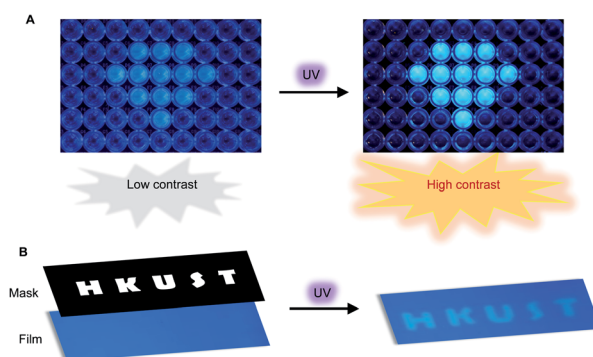 A
UV
Low contrast
High contrast
B
Mask
HKUST
Film
UV
HKUST